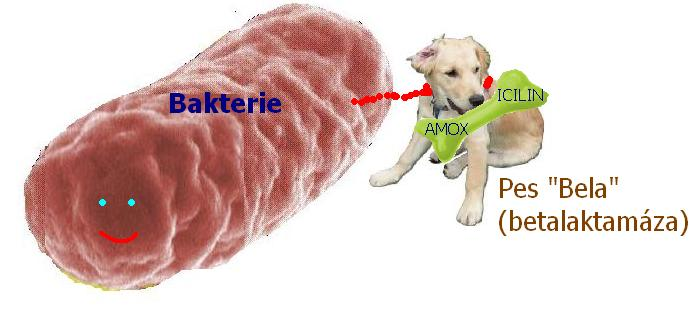 Bakterie
AMOX
ICILIN
Pes "Bela"
(betalaktamáza)